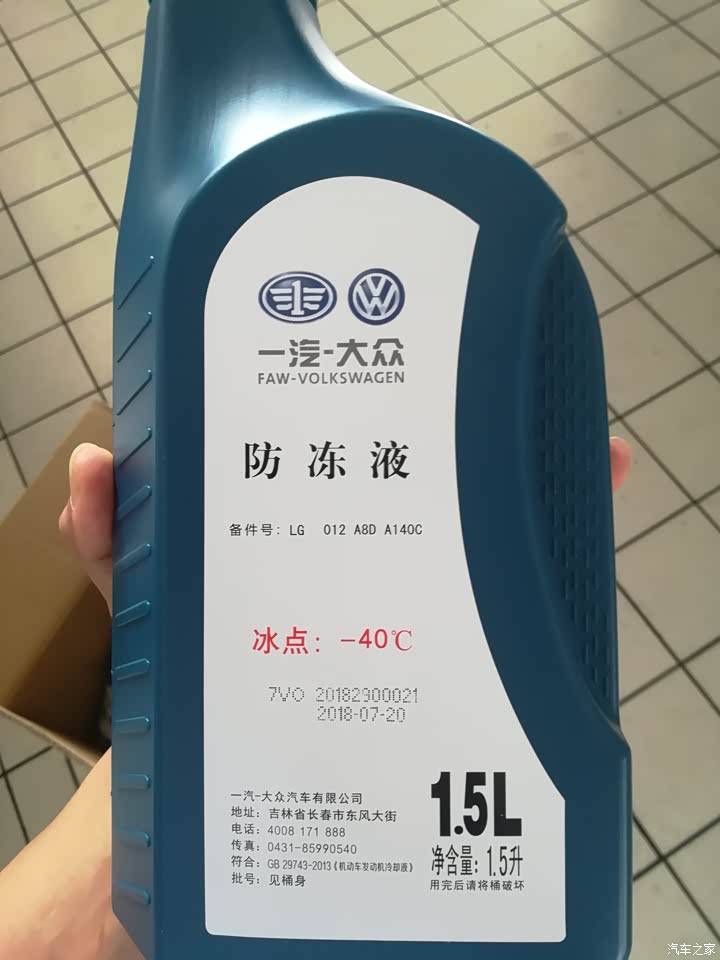 一汽-大众
FAW-VOLKSWAGEN
防冻液
备件号: LG 012 A8D A140C
冰点: -40℃
7VO 20182900021
2018-07-20
一汽-大众汽车有限公司
地址: 吉林省长春市东风大街
电话: 4008 171 888
传真: 0431-85990540
符合: GB 29743-2013《机动车发动机冷却液》
批号: 见桶身
1.5L
净含量: 1.5升
用完后请将桶破坏
汽车之家